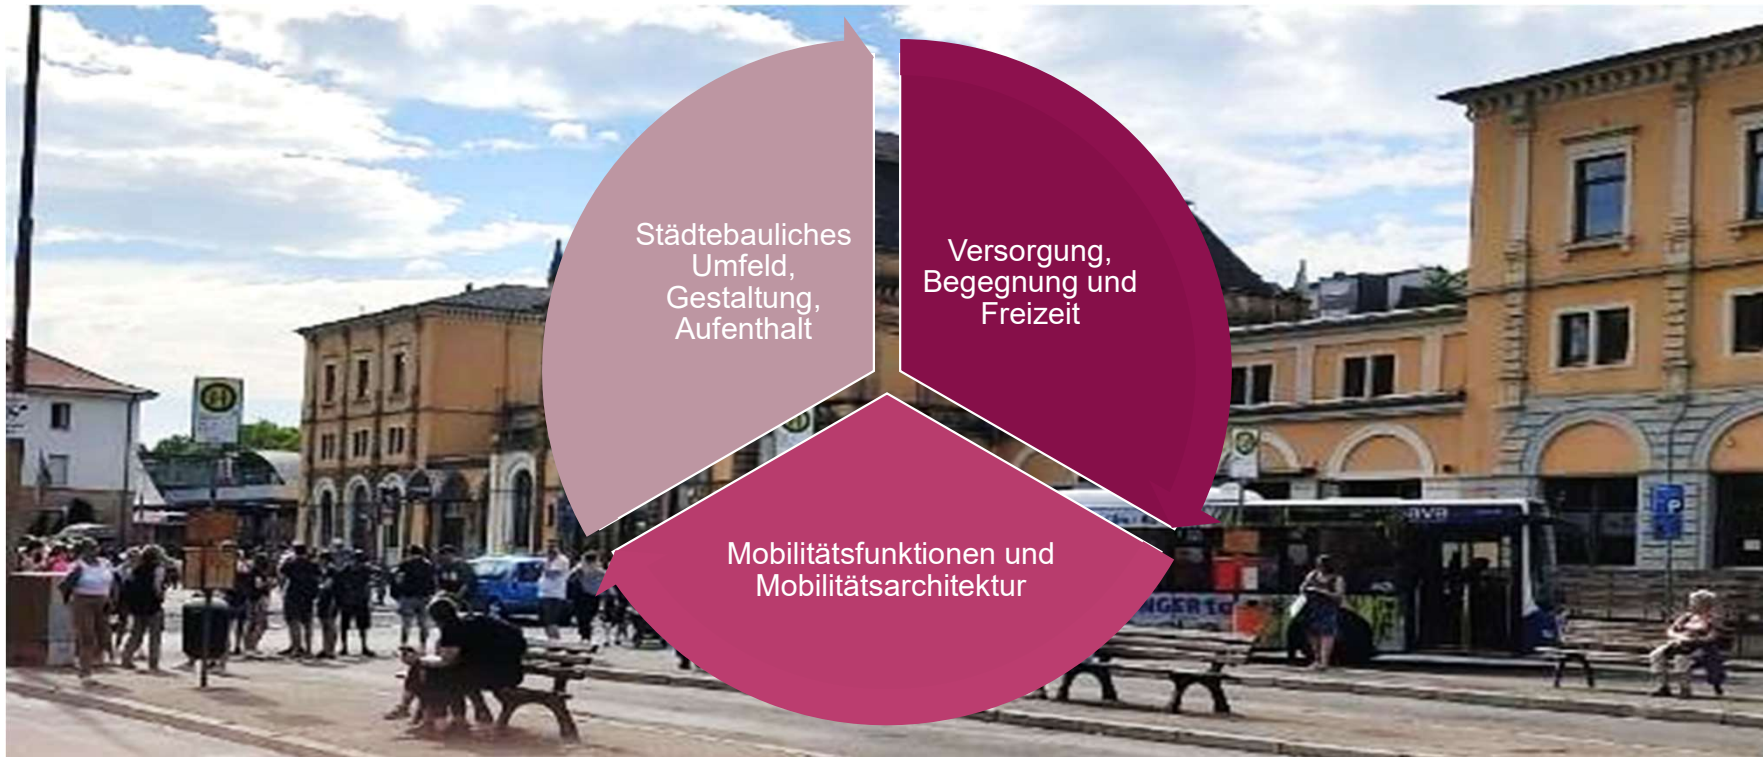 Städtebauliches
Umfeld,
Gestaltung,
Aufenthalt
Versorgung,
Begegnung und
Freizeit
Mobilitätsfunktionen und
Mobilitätsarchitektur
H
H
H
P